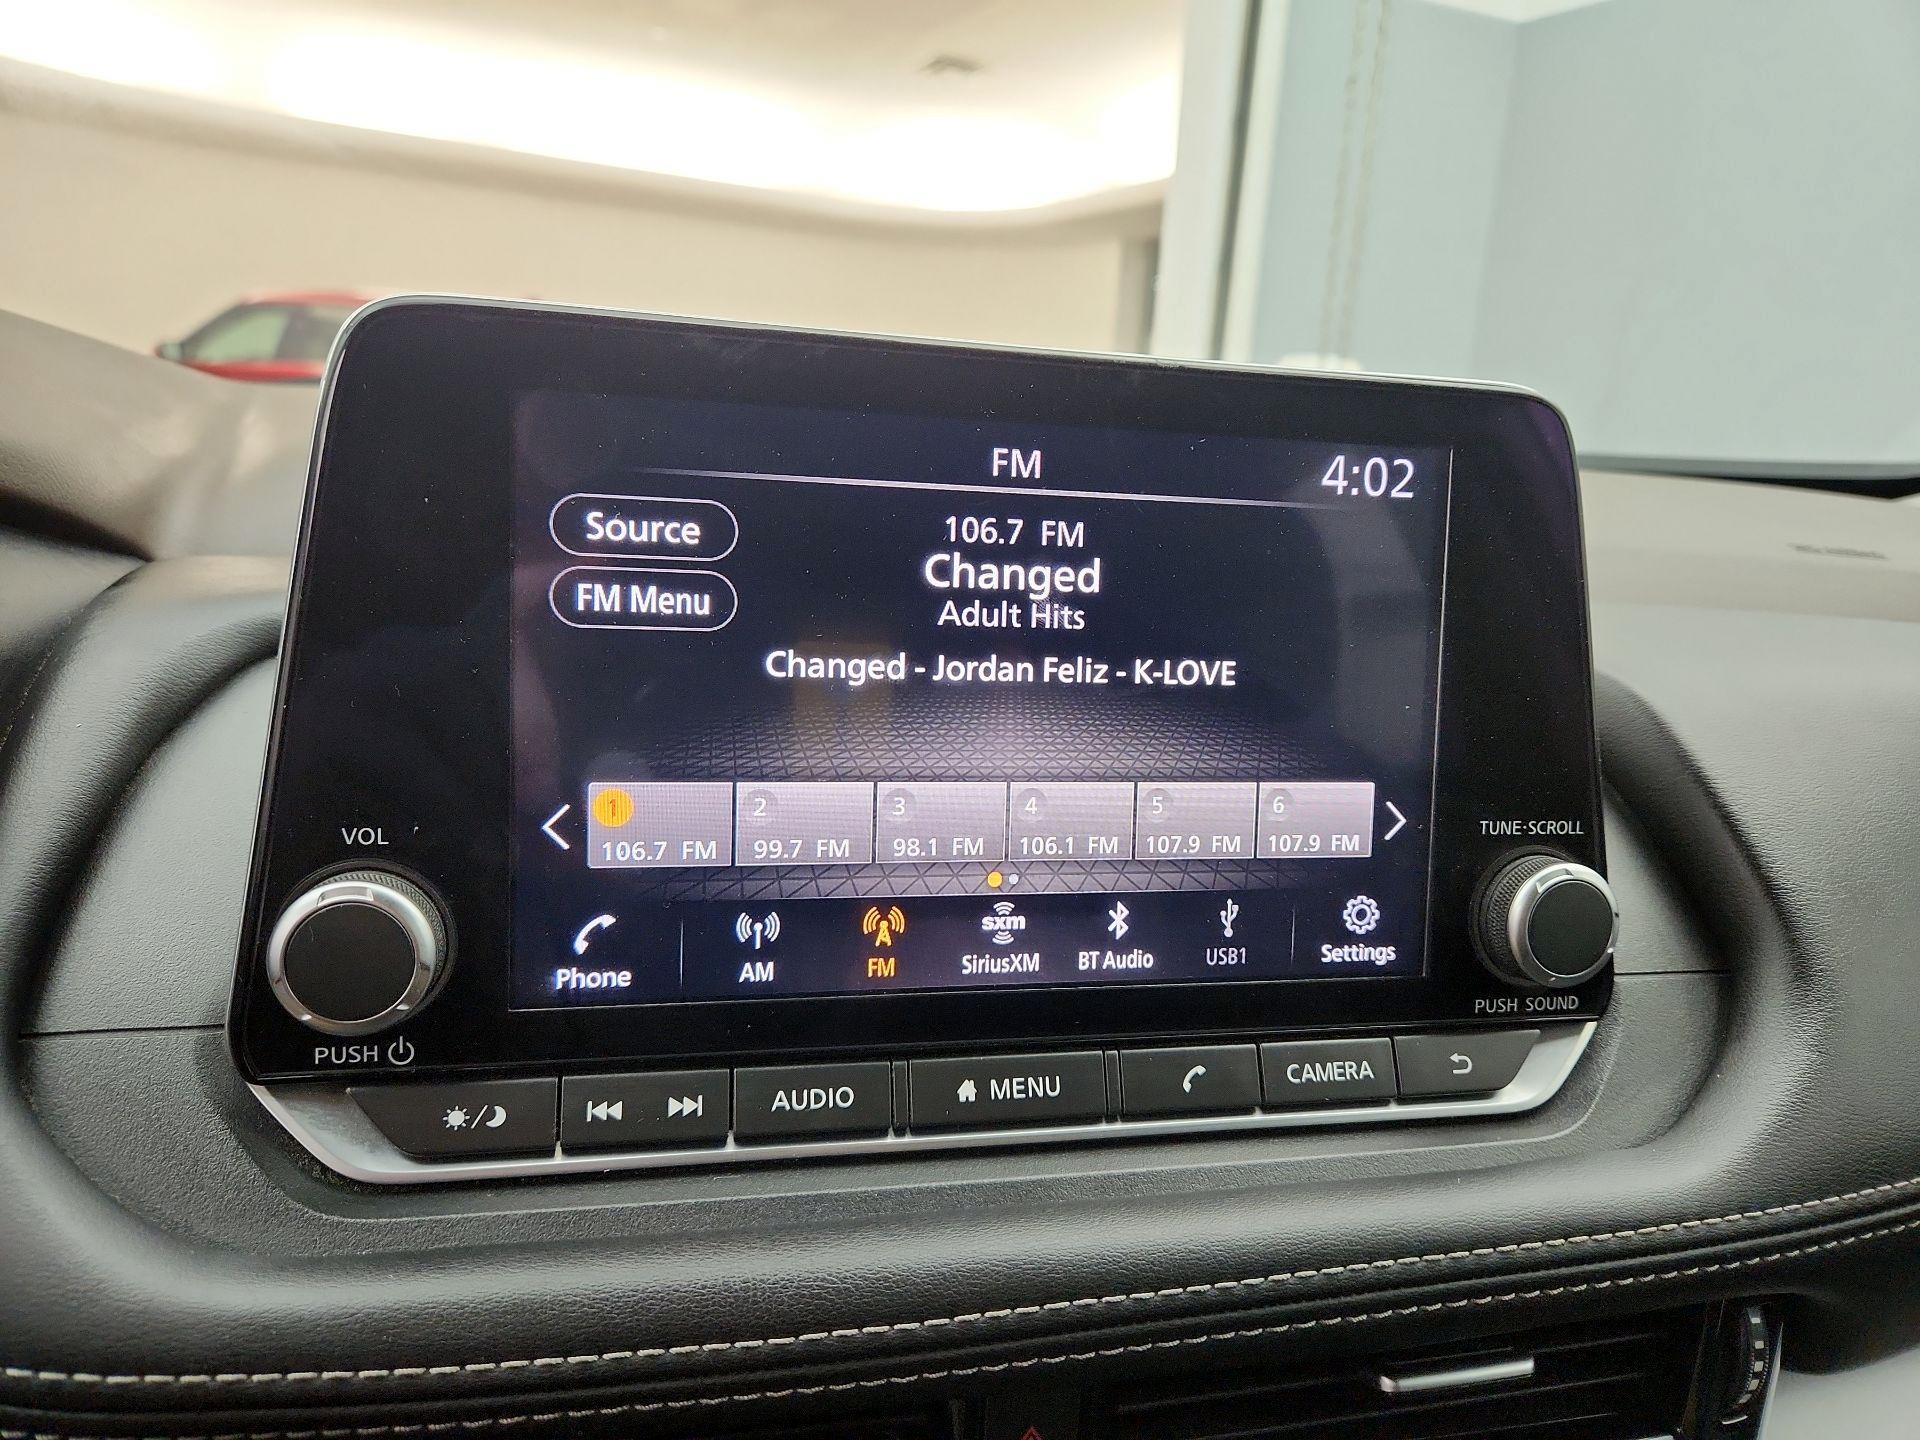 FM
4:02
Source
106.7 FM
Changed
FM Menu
Adult Hits
Changed - Jordan Feliz - K-LOVE
1 2 3 4 5 6
106.7 FM 99.7 FM 98.1 FM 106.1 FM 107.9 FM 107.9 FM
VOL
TUNE·SCROLL
sxm
Phone AM FM SiriusXM BT Audio USB1 Settings
PUSH
PUSH SOUND
AUDIO MENU CAMERA